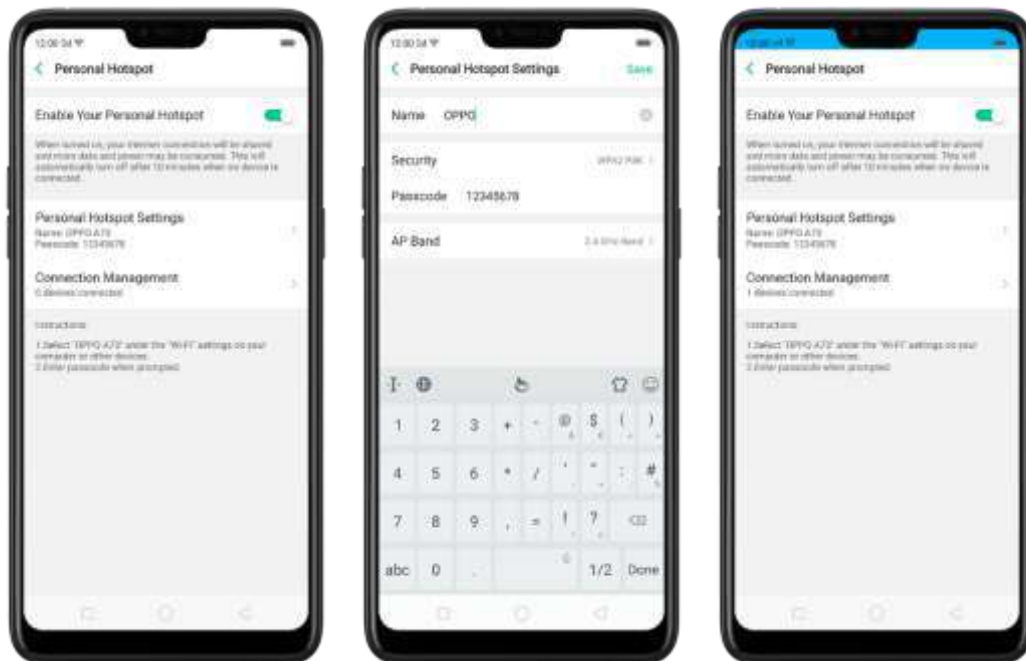 12:00
Personal Hotspot
Enable Your Personal Hotspot
When turned on, your Internet connection will be shared
and more data and power may be consumed. This will
automatically turn off after 10 minutes when no device is
connected.
Personal Hotspot Settings
Name: OPPO A73
Passcode: 12345678
Connection Management
0 devices connected
Instructions:
1.Select "OPPO A73" under the "Wi-Fi" settings on your
computer or other devices.
2.Enter passcode when prompted.
12:00
Personal Hotspot Settings
Save
Name OPPO
Security WPA2 PSK
Passcode 12345678
AP Band 2.4 GHz Band
1 2 3 + - @ $ ( )
4 5 6 * / ' " : #
7 8 9 , = ! ?
abc 0 . 1/2 Done
Personal Hotspot
Enable Your Personal Hotspot
When turned on, your Internet connection will be shared
and more data and power may be consumed. This will
automatically turn off after 10 minutes when no device is
connected.
Personal Hotspot Settings
Name: OPPO A73
Passcode: 12345678
Connection Management
1 devices connected
Instructions:
1.Select "OPPO A73" under the "Wi-Fi" settings on your
computer or other devices.
2.Enter passcode when prompted.